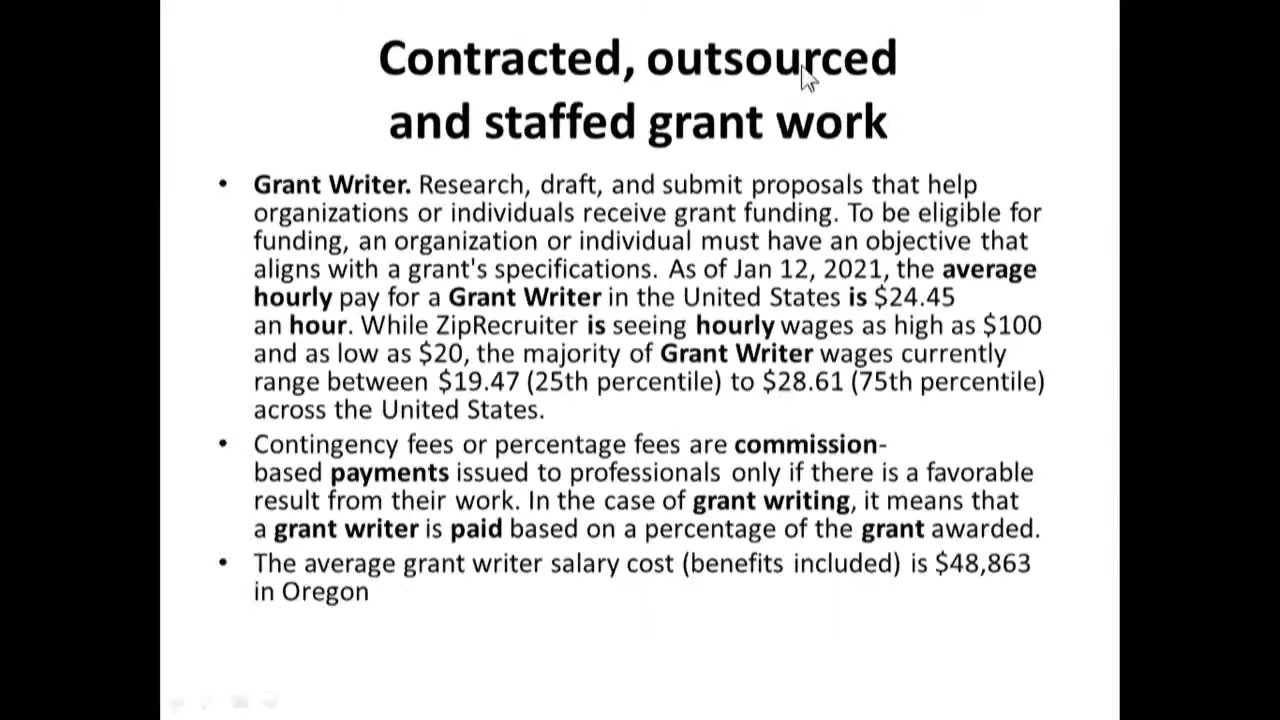 Contracted, outsourced
and staffed grant work
• Grant Writer. Research, draft, and submit proposals that help
organizations or individuals receive grant funding. To be eligible for
funding, an organization or individual must have an objective that
aligns with a grant's specifications. As of Jan 12, 2021, the average
hourly pay for a Grant Writer in the United States is $24.45
an hour. While ZipRecruiter is seeing hourly wages as high as $100
and as low as $20, the majority of Grant Writer wages currently
range between $19.47 (25th percentile) to $28.61 (75th percentile)
across the United States.
• Contingency fees or percentage fees are commission-
based payments issued to professionals only if there is a favorable
result from their work. In the case of grant writing, it means that
a grant writer is paid based on a percentage of the grant awarded.
• The average grant writer salary cost (benefits included) is $48,863
in Oregon